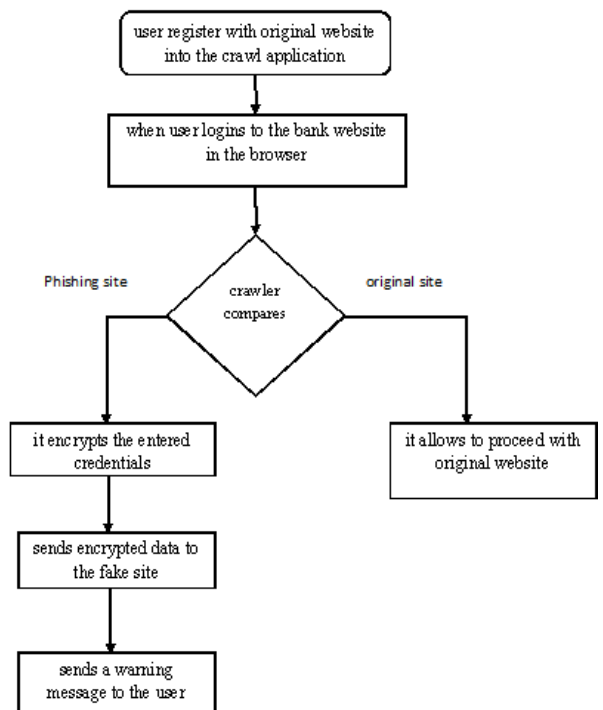 user register with original website
into the crawl application
when user logins to the bank website
in the browser
Phishing site
original site
crawler
compares
it encrypts the entered
credentials
it allows to proceed with
original website
sends encrypted data to
the fake site
sends a warning
message to the user